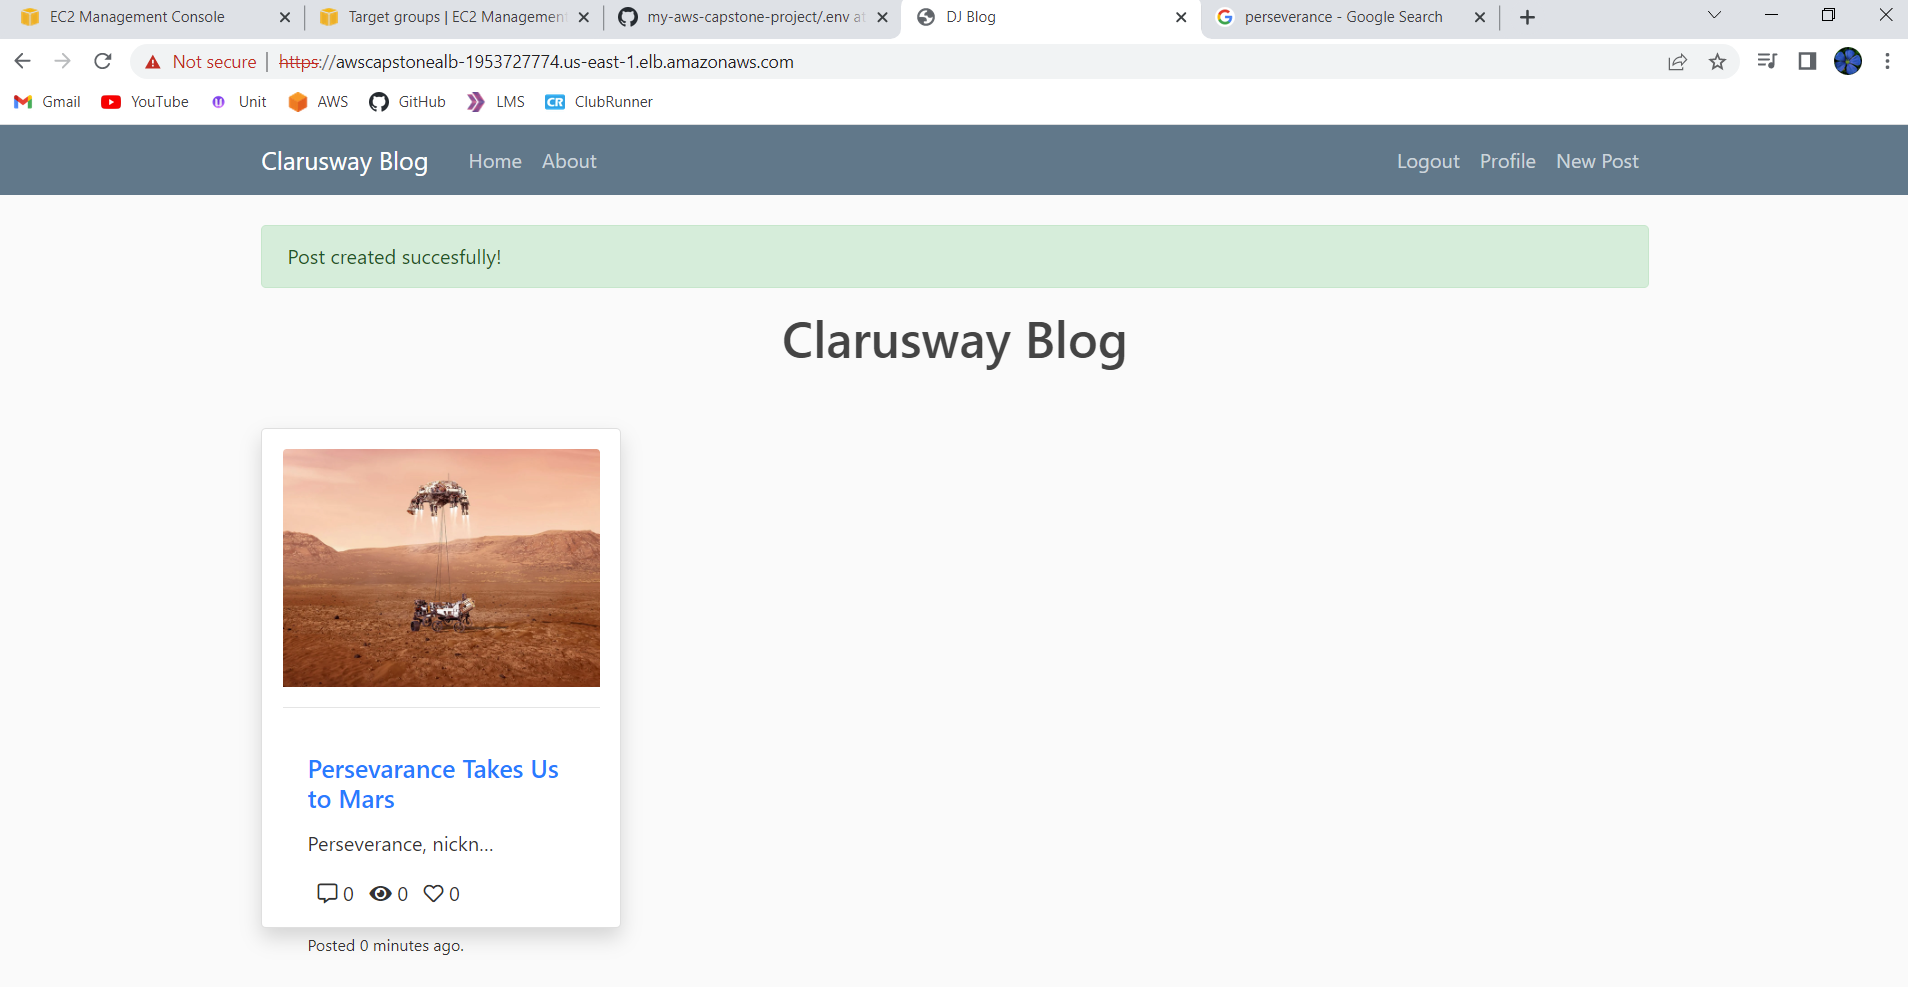 EC2 Management Console
Target groups | EC2 Management
my-aws-capstone-project/.env at
DJ Blog
perseverance - Google Search
Not secure | https://awscapstonealb-1953727774.us-east-1.elb.amazonaws.com
Gmail YouTube Unit AWS GitHub LMS CR ClubRunner
Clarusway Blog Home About Logout Profile New Post
Post created succesfully!
Clarusway Blog
Persevarance Takes Us
to Mars
Perseverance, nickn...
0 0 0
Posted 0 minutes ago.